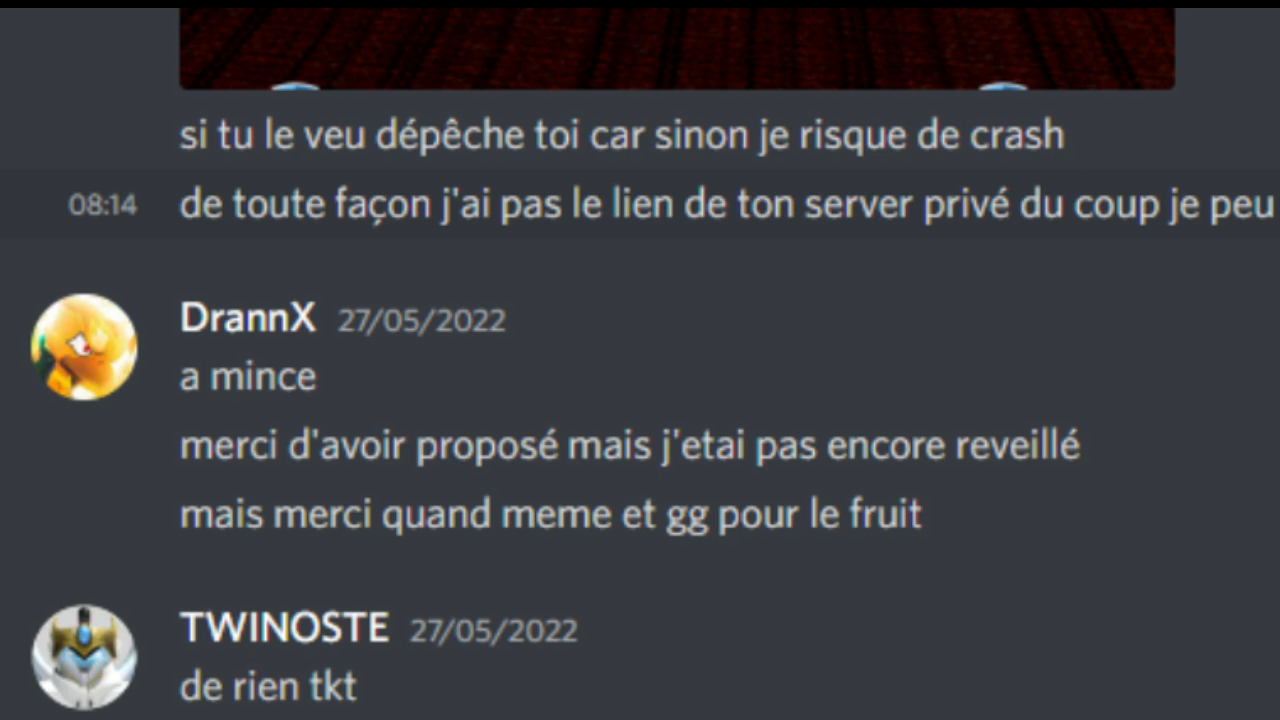 si tu le veu dépêche toi car sinon je risque de crash
08:14 de toute façon j'ai pas le lien de ton server privé du coup je peu
DrannX 27/05/2022
a mince
merci d'avoir proposé mais j'etai pas encore reveillé
mais merci quand meme et gg pour le fruit
TWINOSTE 27/05/2022
de rien tkt